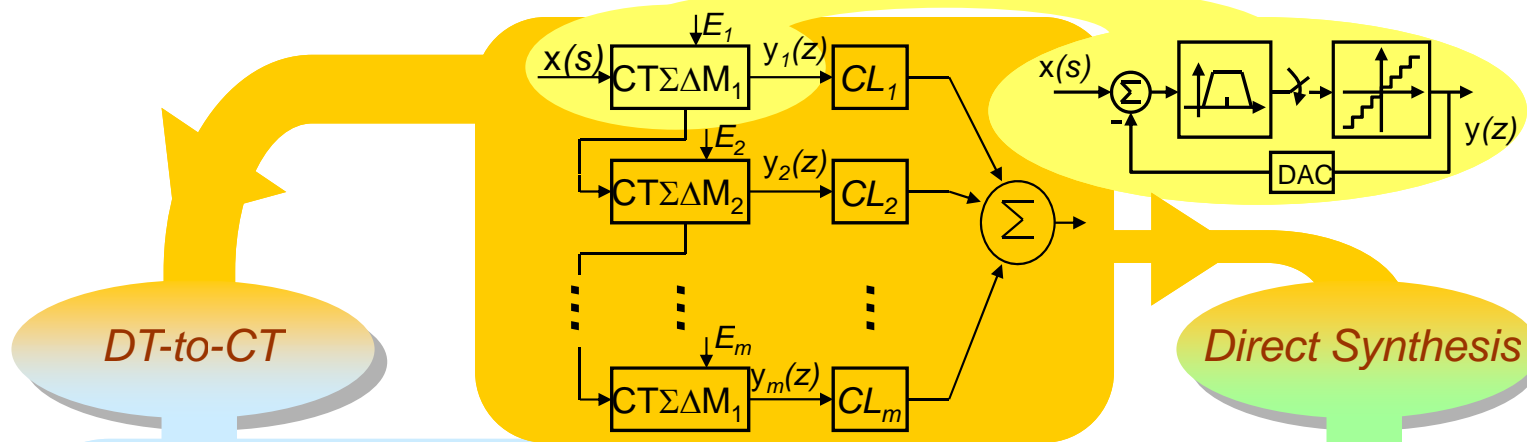 E1
x(s) CTΣΔM1 y1(z) CL1
E2
CTΣΔM2 y2(z) CL2
Σ
Em
CTΣΔM1 ym(z) CLm
x(s) Σ
-
y(z)
DAC
DT-to-CT
Direct Synthesis